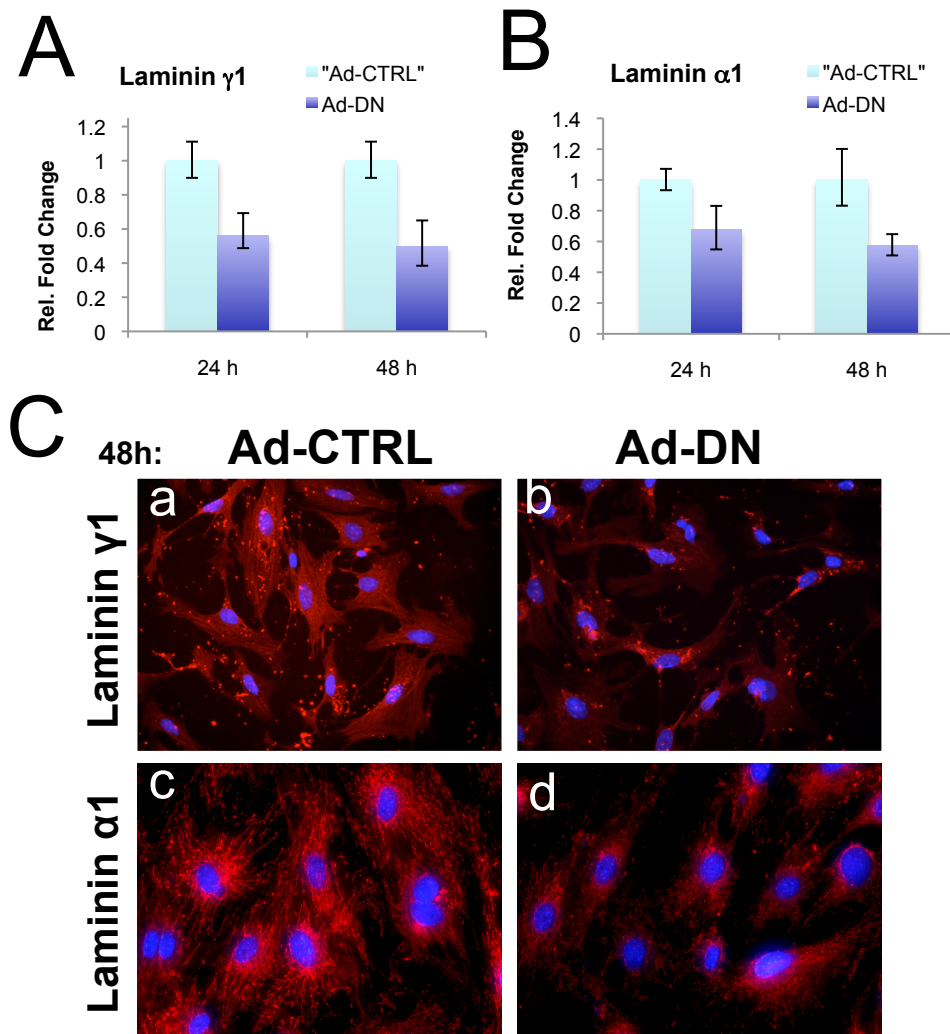 A
Laminin γ1
"Ad-CTRL"
Ad-DN
Rel. Fold Change
1.2
1
0.8
0.6
0.4
0.2
0
24 h
48 h
B
Laminin α1
"Ad-CTRL"
Ad-DN
Rel. Fold Change
1.4
1.2
1
0.8
0.6
0.4
0.2
0
24 h
48 h
C
48h:
Ad-CTRL
Ad-DN
Laminin γ1
a
b
Laminin α1
c
d